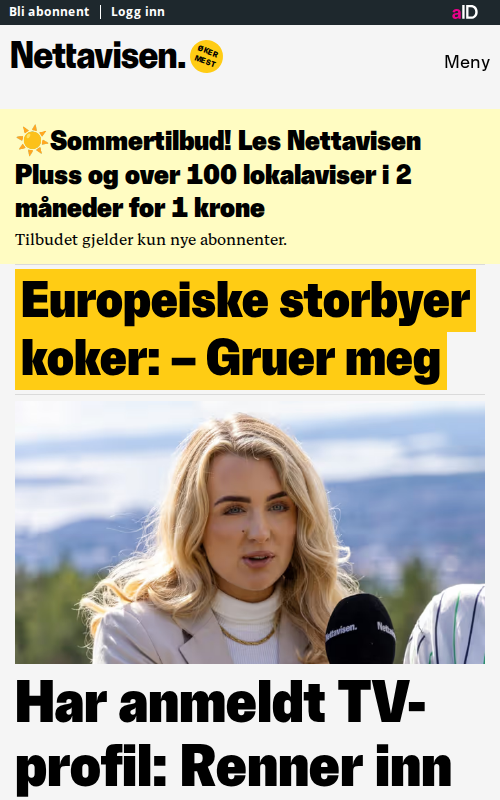 Bli abonnent | Logg inn
aID
Nettavisen.
ØKER
MEST
Meny
Sommertilbud! Les Nettavisen
Pluss og over 100 lokalaviser i 2
måneder for 1 krone
Tilbudet gjelder kun nye abonnenter.
Europeiske storbyer
koker: – Gruer meg
Nettavisen.
Netta
Har anmeldt TV-
profil: Renner inn